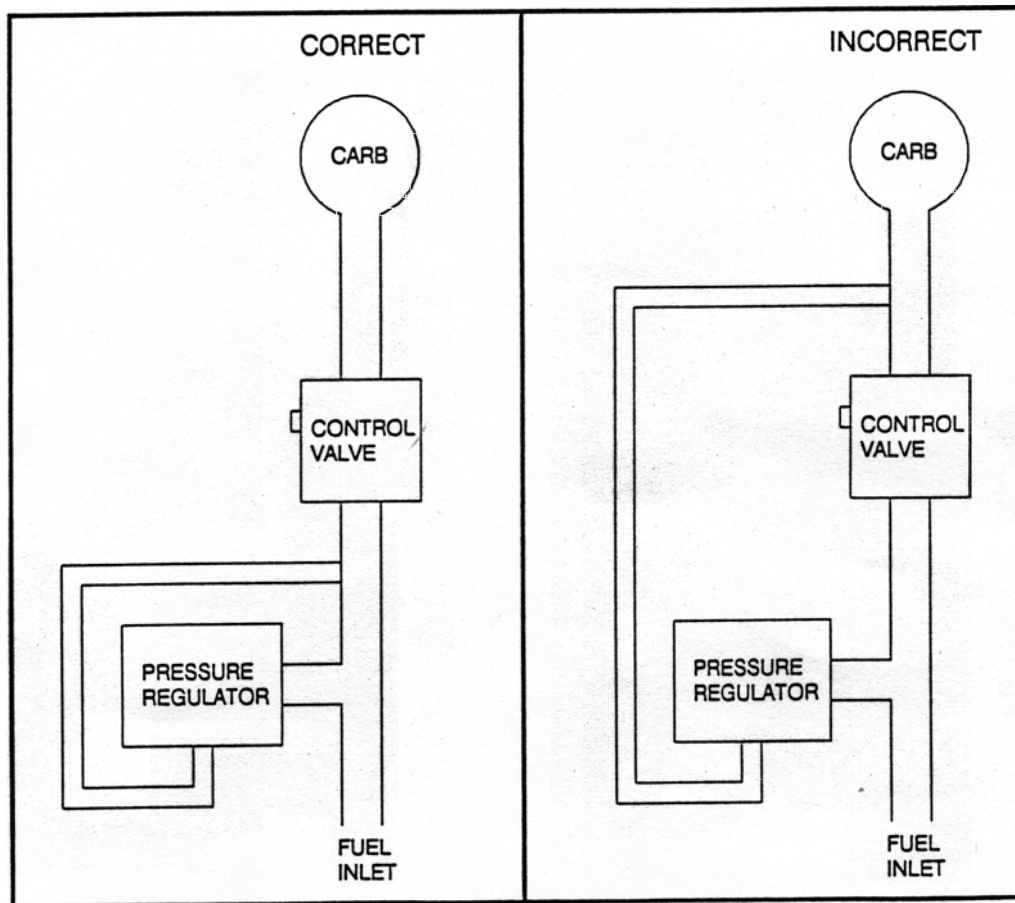 CORRECT
CARB
CONTROL
VALVE
PRESSURE
REGULATOR
FUEL
INLET
INCORRECT
CARB
CONTROL
VALVE
PRESSURE
REGULATOR
FUEL
INLET